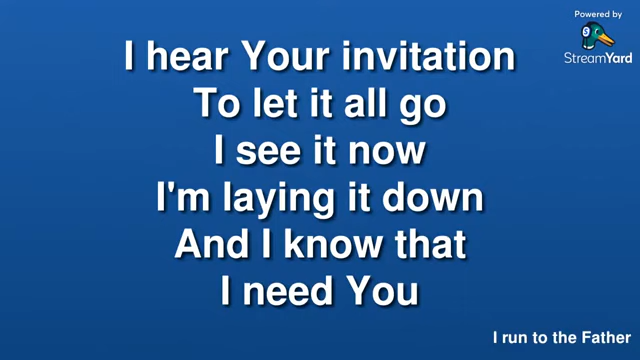 Powered by
StreamYard
I hear Your invitation
To let it all go
I see it now
I'm laying it down
And I know that
I need You
I run to the Father